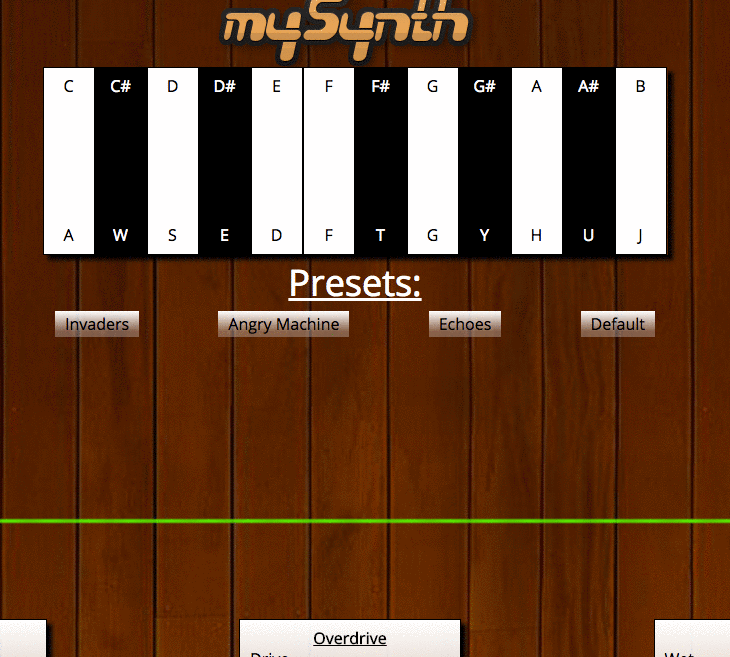 mySynth
C C# D D# E F F# G G# A A# B
A W S E D F T G Y H U J
Presets:
Invaders Angry Machine Echoes Default
Overdrive
Drive Wet